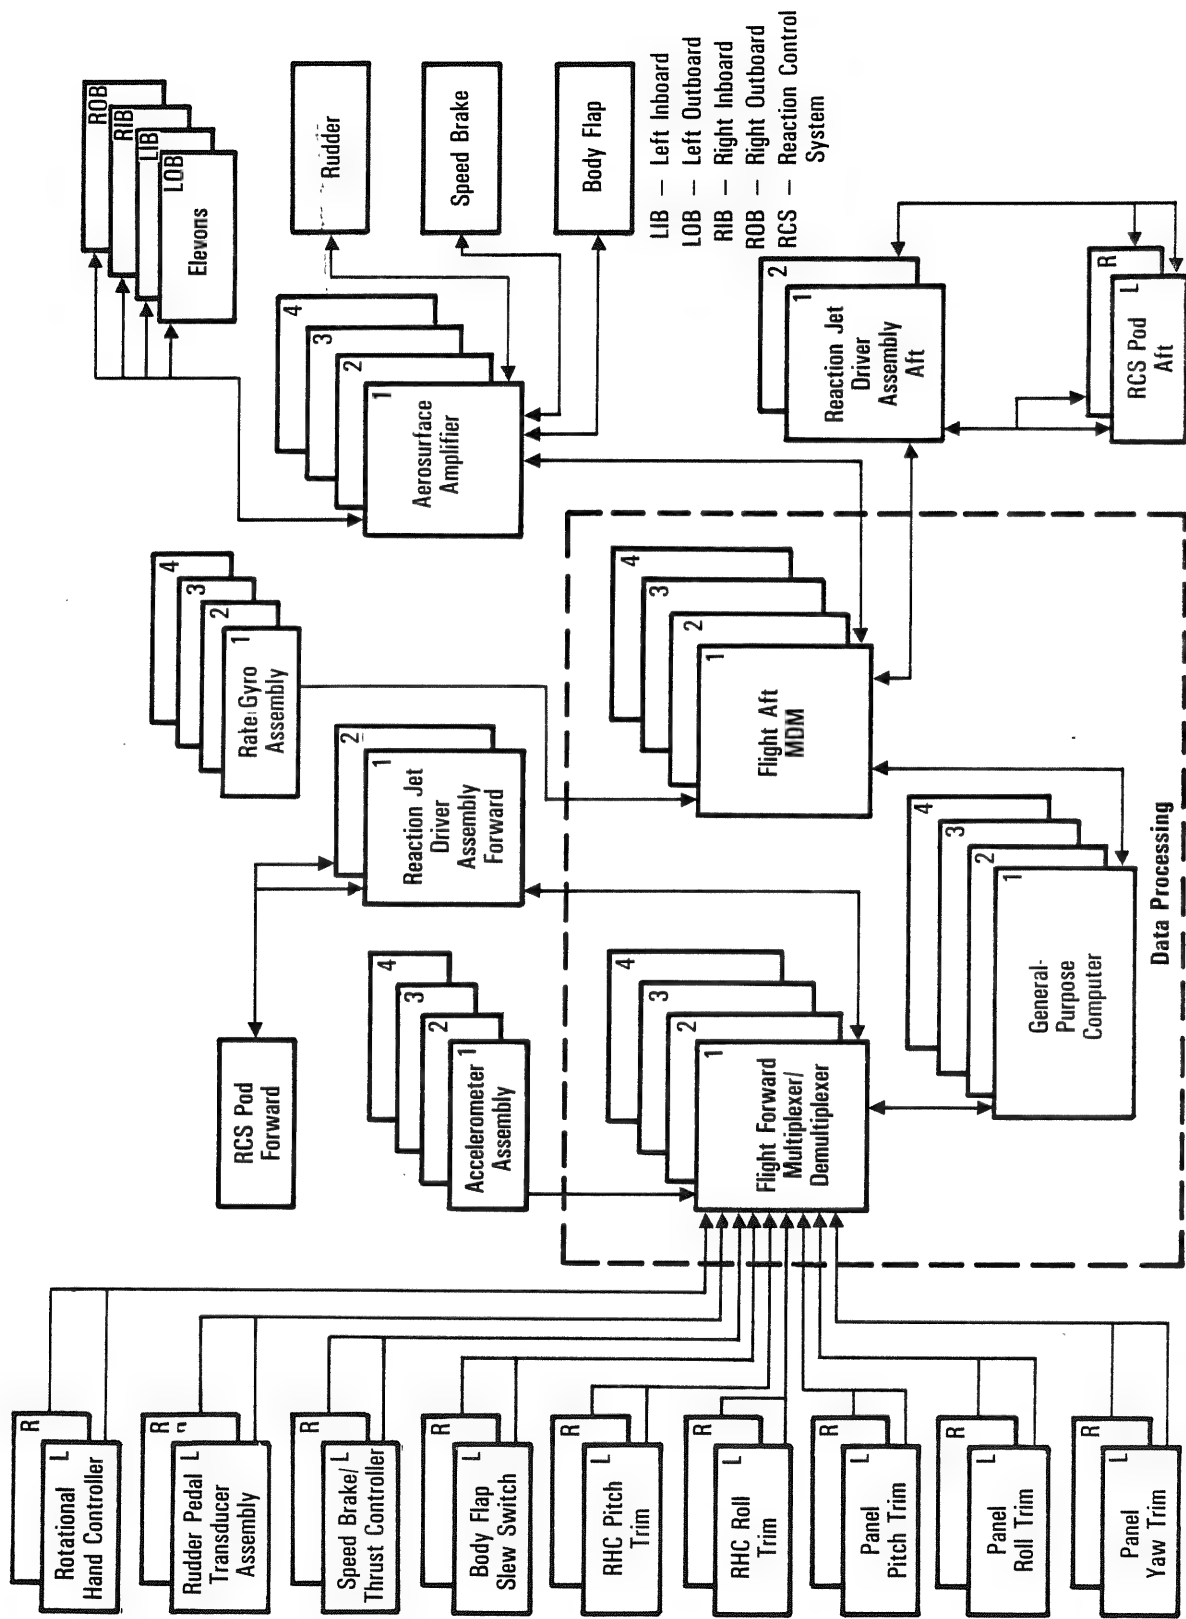 Rotational
Hand Controller
L
R
Rudder Pedal
Transducer
Assembly
L
R
Speed Brake/
Thrust Controller
L
R
Body Flap
Slew Switch
L
R
RHC Pitch
Trim
L
R
RHC Roll
Trim
L
R
Panel
Pitch Trim
L
R
Panel
Roll Trim
L
R
Panel
Yaw Trim
L
R
RCS Pod
Forward
Accelerometer
Assembly
1
2
3
4
Flight Forward
Multiplexer/
Demultiplexer
1
2
3
4
Reaction Jet
Driver
Assembly
Forward
1
2
Rate Gyro
Assembly
1
2
3
4
General-
Purpose
Computer
1
2
3
4
Data Processing
Flight Aft
MDM
1
2
3
4
Aerosurface
Amplifier
1
2
3
4
Reaction Jet
Driver
Assembly
Aft
1
2
RCS Pod
Aft
L
R
Elevons
LOB
LIB
RIB
ROB
Rudder
Speed Brake
Body Flap
LIB — Left Inboard
LOB — Left Outboard
RIB — Right Inboard
ROB — Right Outboard
RCS — Reaction Control
System